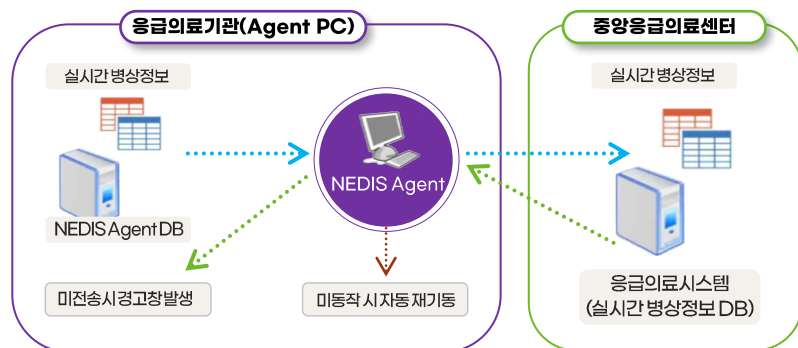 응급의료기관(Agent PC)
중앙응급의료센터
실시간 병상정보
실시간 병상정보
NEDIS Agent
NEDIS Agent DB
미전송시 경고창 발생
미동작 시 자동 재기동
응급의료시스템
(실시간 병상정보 DB)